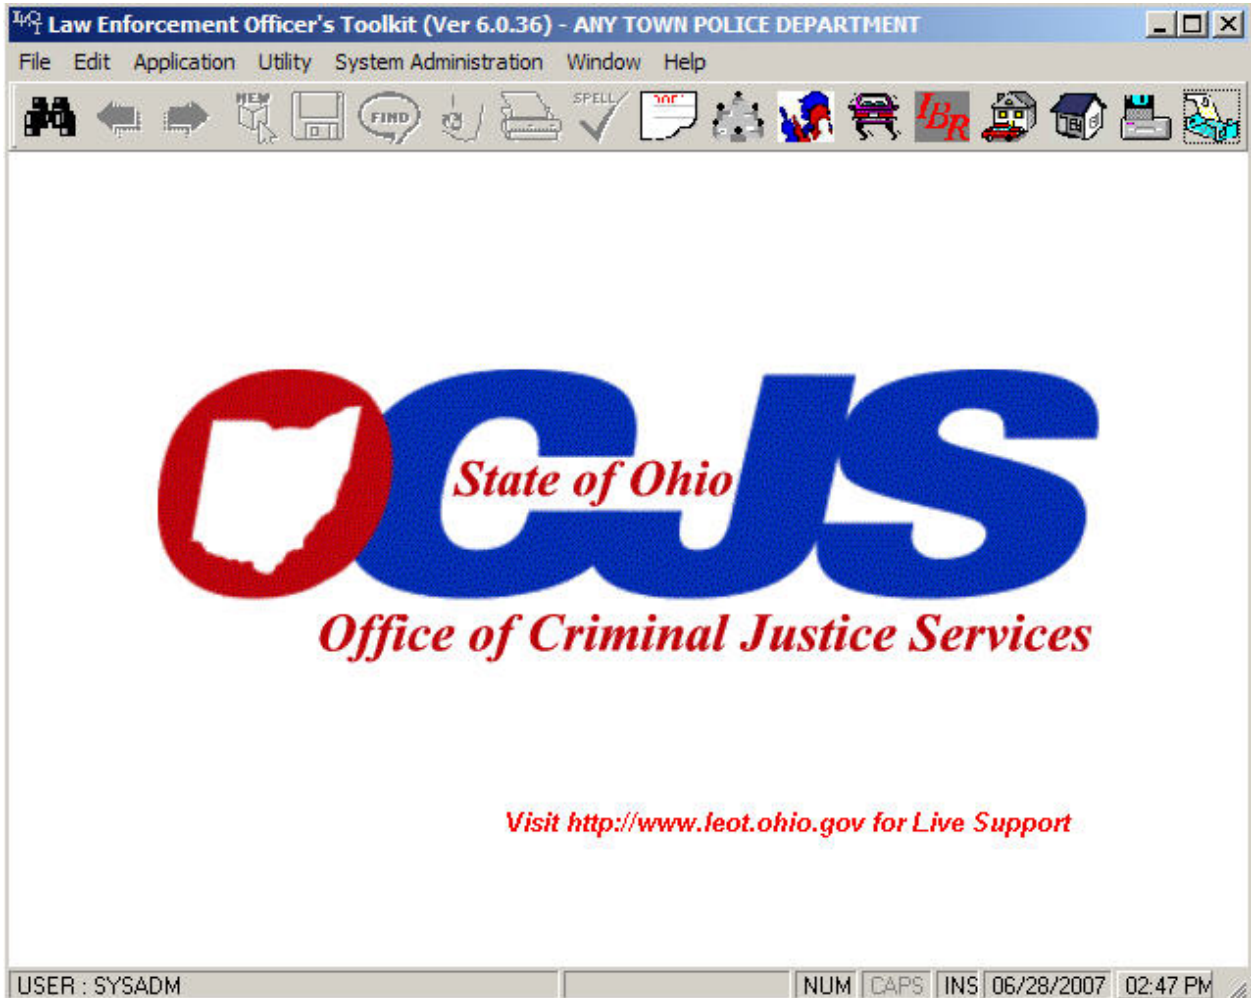 Law Enforcement Officer's Toolkit (Ver 6.0.36) - ANY TOWN POLICE DEPARTMENT
File Edit Application Utility System Administration Window Help
NEW FIND SPELL IBR
OCJS
State of Ohio
Office of Criminal Justice Services
Visit http://www.leot.ohio.gov for Live Support
USER : SYSADM NUM CAPS INS 06/28/2007 02:47 PM